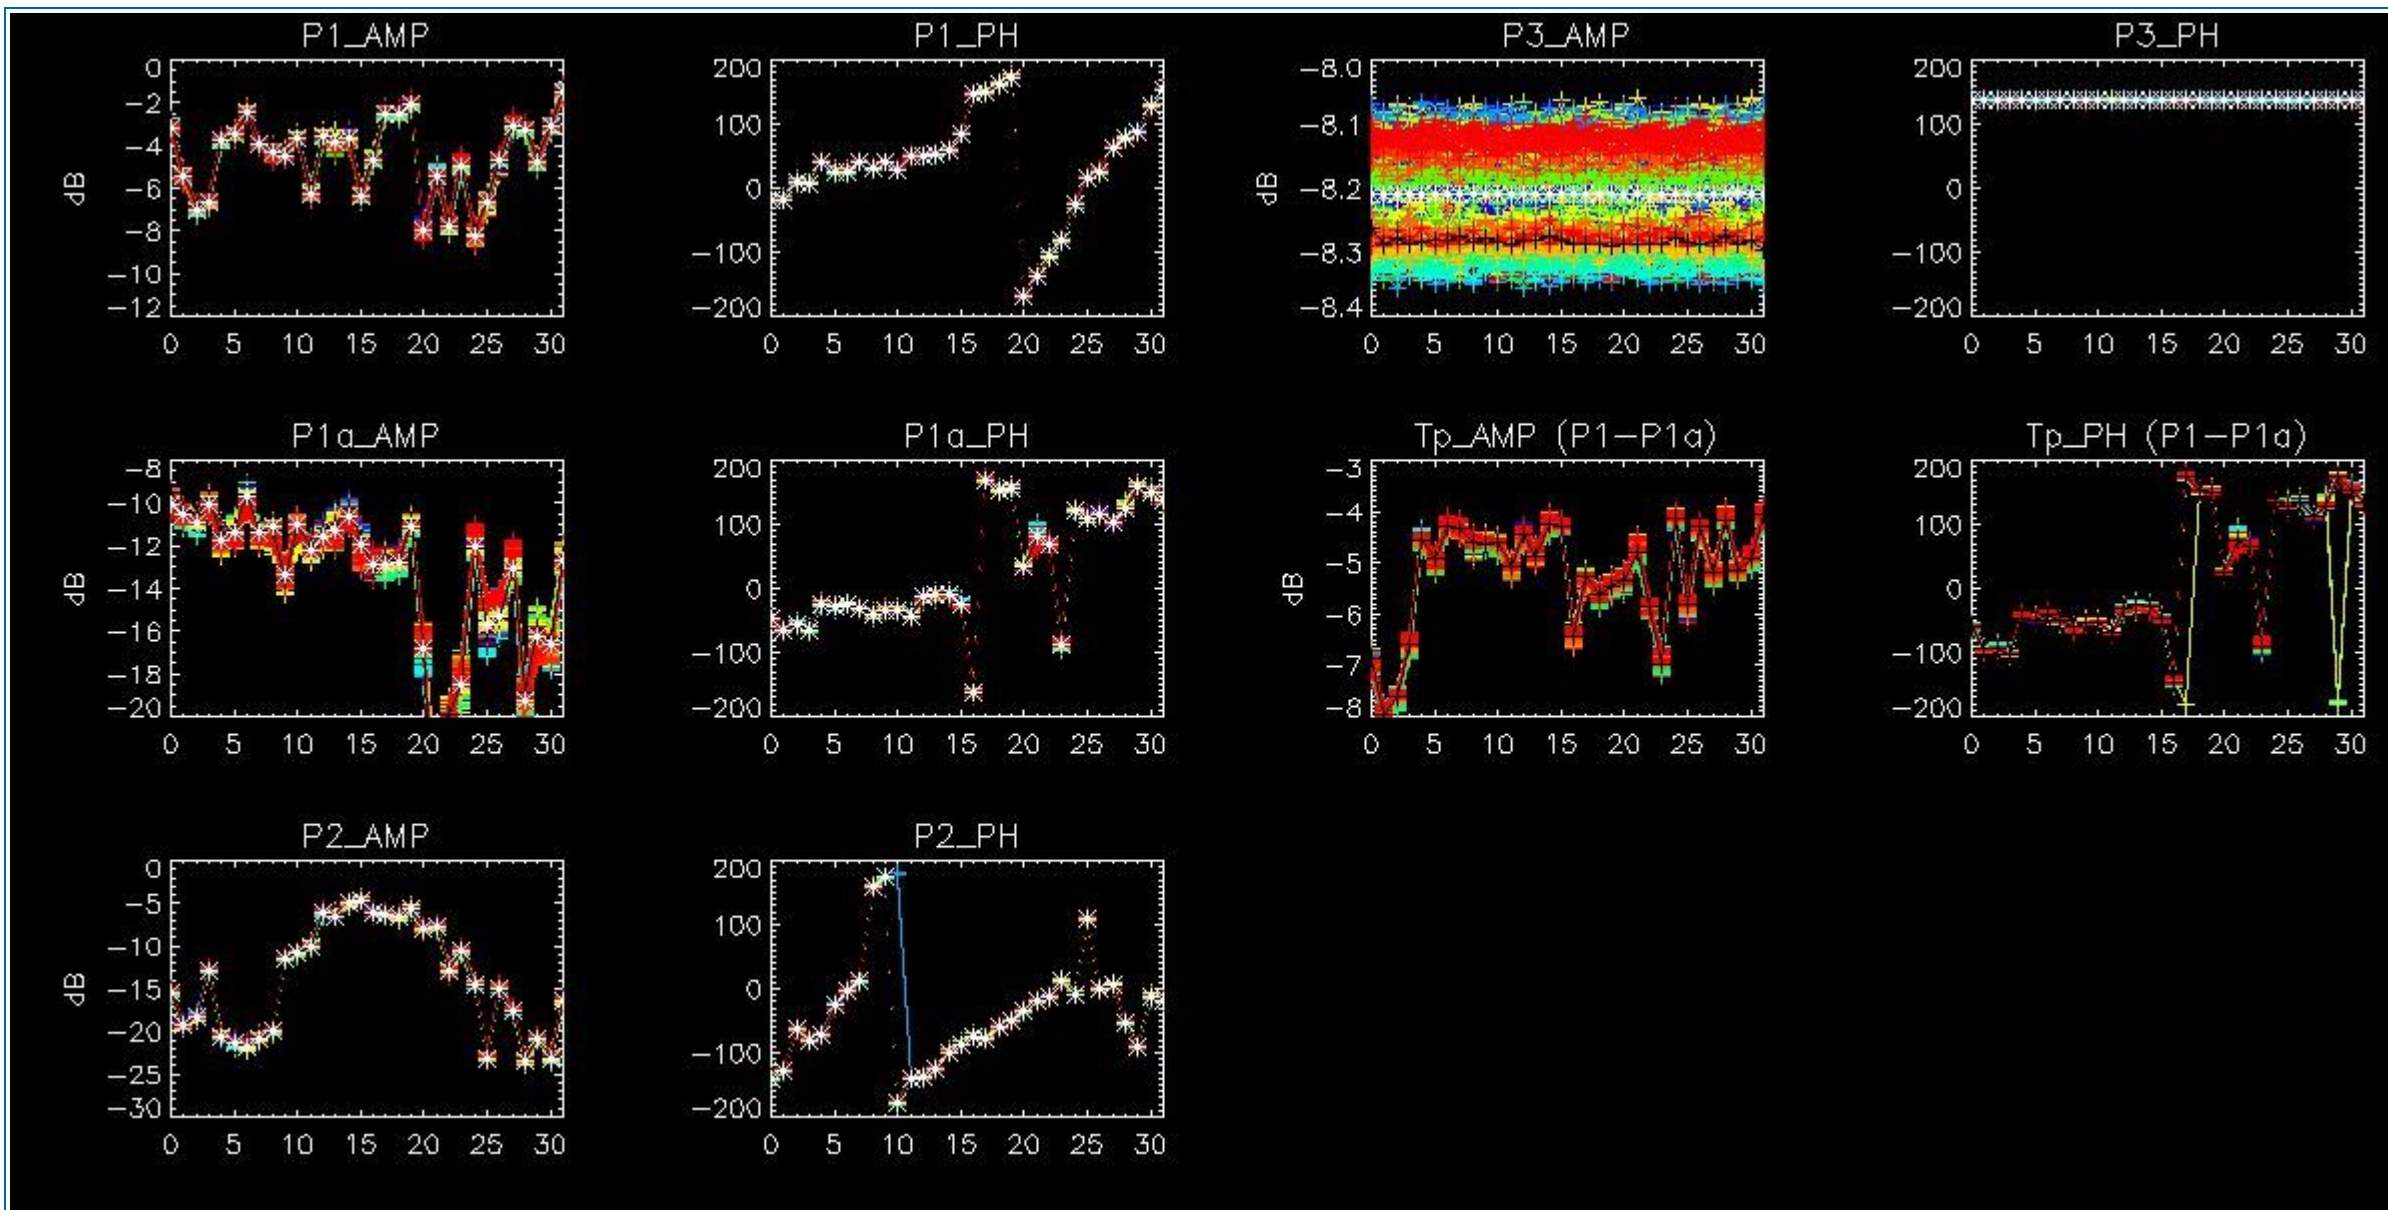 P1_AMP
0
−2
−4
−6
−8
−10
−12
dB
0 5 10 15 20 25 30
P1_PH
200
100
0
−100
−200
0 5 10 15 20 25 30
P3_AMP
−8.0
−8.1
−8.2
−8.3
−8.4
dB
0 5 10 15 20 25 30
P3_PH
200
100
0
−100
−200
0 5 10 15 20 25 30
P1a_AMP
−8
−10
−12
−14
−16
−18
−20
dB
0 5 10 15 20 25 30
P1a_PH
200
100
0
−100
−200
0 5 10 15 20 25 30
Tp_AMP (P1−P1a)
−3
−4
−5
−6
−7
−8
dB
0 5 10 15 20 25 30
Tp_PH (P1−P1a)
200
100
0
−100
−200
0 5 10 15 20 25 30
P2_AMP
0
−5
−10
−15
−20
−25
−30
dB
0 5 10 15 20 25 30
P2_PH
200
100
0
−100
−200
0 5 10 15 20 25 30